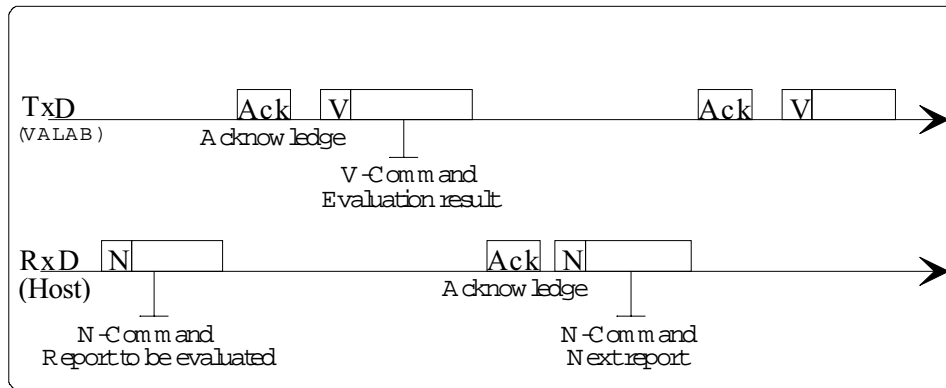 TxD
(VALAB)
Ack
V
Acknowledge
V-Command
Evaluation result
Ack
V
RxD
(Host)
N
N-Command
Report to be evaluated
Ack
Acknowledge
N
N-Command
Next report